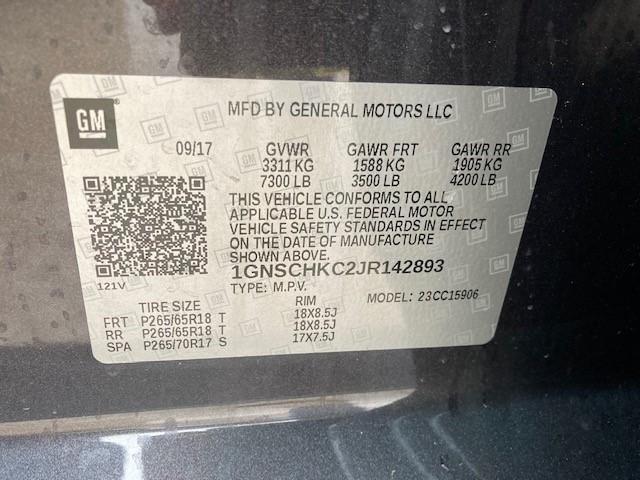 GM
MFD BY GENERAL MOTORS LLC
09/17 GVWR GAWR FRT GAWR RR
3311 KG 1588 KG 1905 KG
7300 LB 3500 LB 4200 LB
THIS VEHICLE CONFORMS TO ALL
APPLICABLE U.S. FEDERAL MOTOR
VEHICLE SAFETY STANDARDS IN EFFECT
ON THE DATE OF MANUFACTURE
1GNSCHKC2JR142893
121V TYPE: M.P.V. MODEL: 23CC15906
TIRE SIZE RIM
FRT P265/65R18 T 18X8.5J
RR P265/65R18 T 18X8.5J
SPA P265/70R17 S 17X7.5J